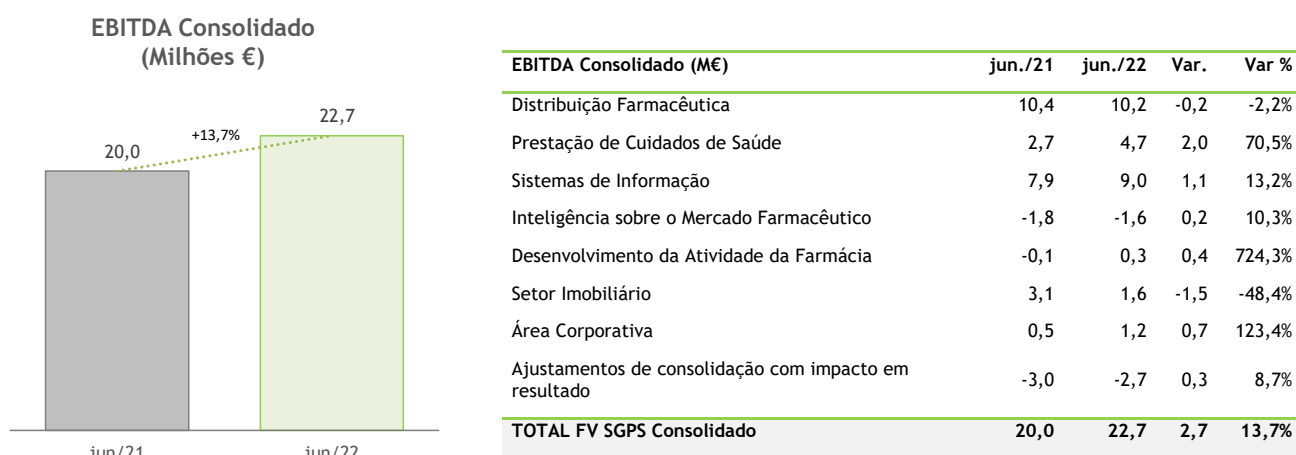 EBITDA Consolidado
(Milhões €)
22,7
+13,7%
20,0
jun/21 jun/22
EBITDA Consolidado (M€) jun./21 jun./22 Var. Var %
Distribuição Farmacêutica 10,4 10,2 -0,2 -2,2%
Prestação de Cuidados de Saúde 2,7 4,7 2,0 70,5%
Sistemas de Informação 7,9 9,0 1,1 13,2%
Inteligência sobre o Mercado Farmacêutico -1,8 -1,6 0,2 10,3%
Desenvolvimento da Atividade da Farmácia -0,1 0,3 0,4 724,3%
Setor Imobiliário 3,1 1,6 -1,5 -48,4%
Área Corporativa 0,5 1,2 0,7 123,4%
Ajustamentos de consolidação com impacto em
resultado -3,0 -2,7 0,3 8,7%
TOTAL FV SGPS Consolidado 20,0 22,7 2,7 13,7%